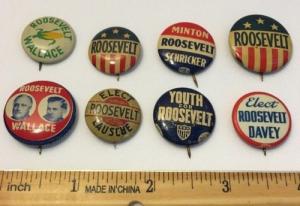 ROOSEVELT
WALLACE
ROOSEVELT
MINTON
ROOSEVELT
SCHRICKER
ROOSEVELT
ROOSEVELT
WALLACE
ELECT
ROOSEVELT
MUSCHE
YOUTH
FOR
ROOSEVELT
Elect
ROOSEVELT
DAVEY
inch
1
MADE IN CHINA
2
3